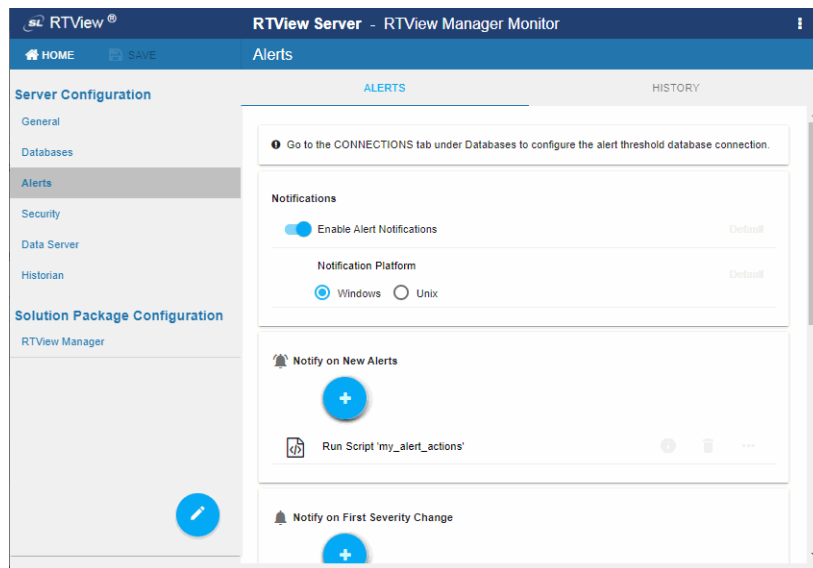 SL RTView ®
RTView Server - RTView Manager Monitor
HOME
SAVE
Alerts
Server Configuration
General
Databases
Alerts
Security
Data Server
Historian
Solution Package Configuration
RTView Manager
ALERTS
HISTORY
Go to the CONNECTIONS tab under Databases to configure the alert threshold database connection.
Notifications
Enable Alert Notifications
Default
Notification Platform
Default
Windows
Unix
Notify on New Alerts
Run Script 'my_alert_actions'
Notify on First Severity Change